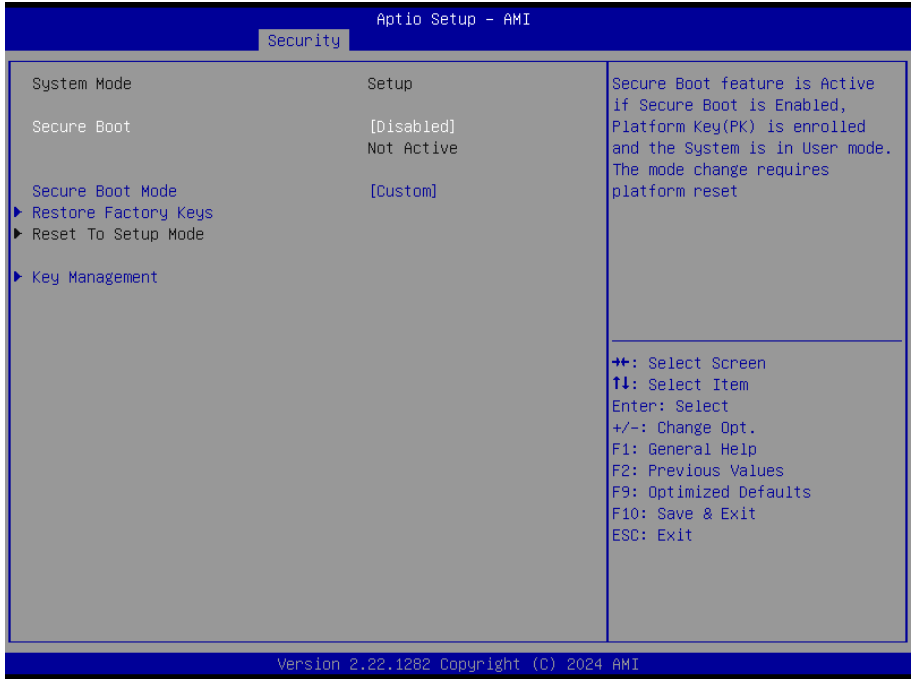 Aptio Setup – AMI
Security
System Mode Setup
Secure Boot [Disabled]
Not Active
Secure Boot Mode [Custom]
▶ Restore Factory Keys
▶ Reset To Setup Mode
▶ Key Management
Secure Boot feature is Active
if Secure Boot is Enabled,
Platform Key(PK) is enrolled
and the System is in User mode.
The mode change requires
platform reset
→←: Select Screen
↑↓: Select Item
Enter: Select
+/-: Change Opt.
F1: General Help
F2: Previous Values
F9: Optimized Defaults
F10: Save & Exit
ESC: Exit
Version 2.22.1282 Copyright (C) 2024 AMI